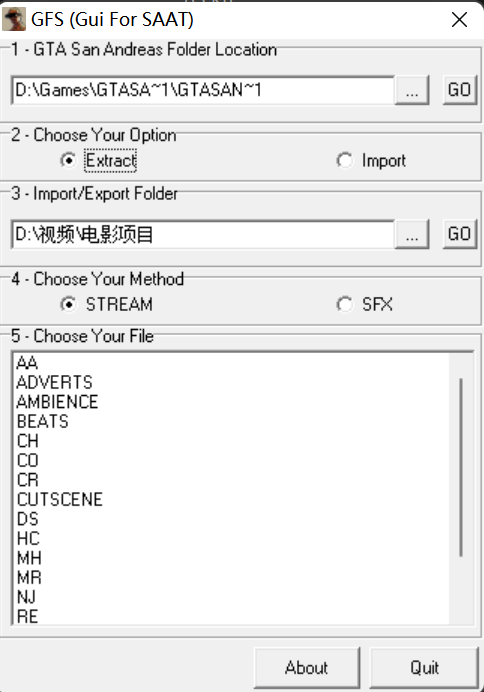 GFS (Gui For SAAT)
1 - GTA San Andreas Folder Location
D:\Games\GTASA~1\GTASAN~1
...
GO
2 - Choose Your Option
Extract
Import
3 - Import/Export Folder
D:\视频\电影项目
...
GO
4 - Choose Your Method
STREAM
SFX
5 - Choose Your File
AA
ADVERTS
AMBIENCE
BEATS
CH
CO
CR
CUTSCENE
DS
HC
MH
MR
NJ
RE
About
Quit